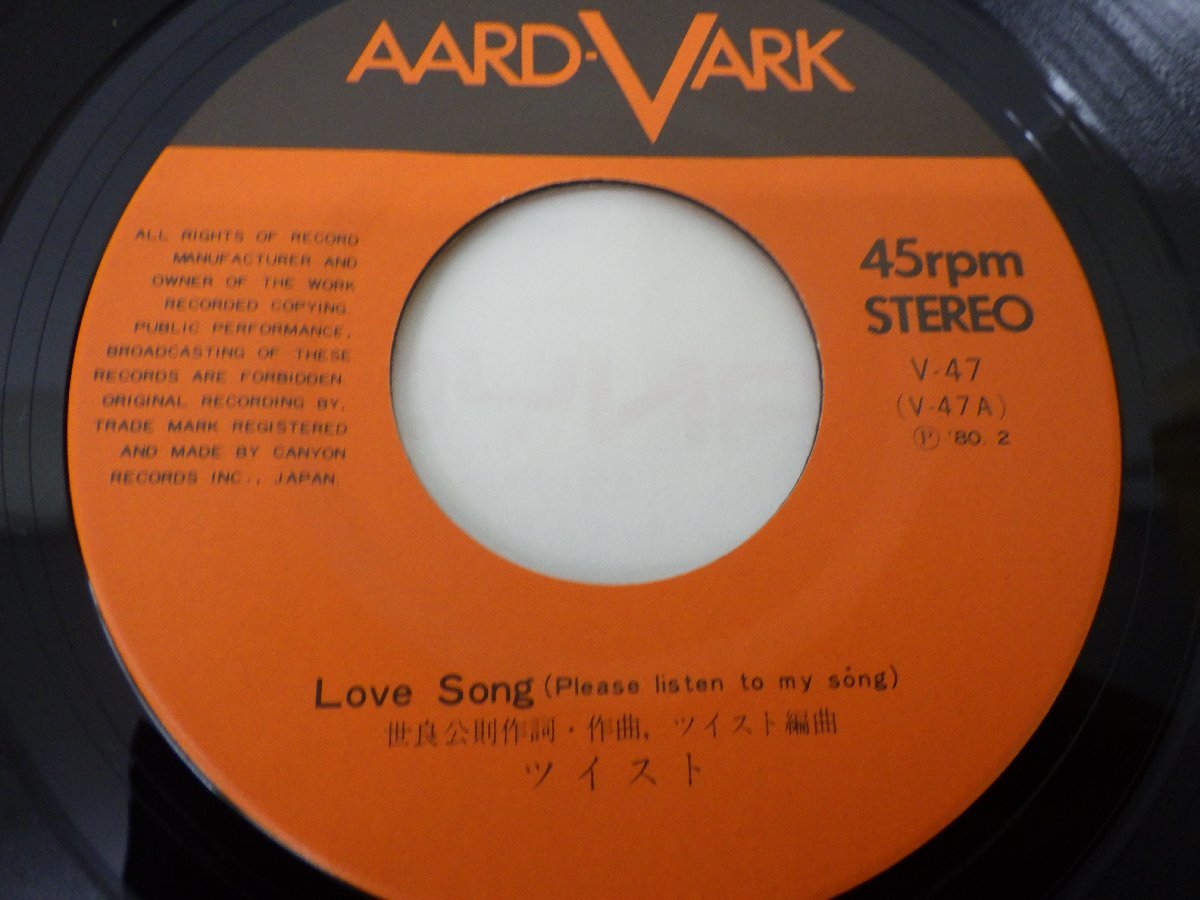 AARD-VARK
ALL RIGHTS OF RECORD
MANUFACTURER AND
OWNER OF THE WORK
RECORDED COPYING.
PUBLIC PERFORMANCE,
BROADCASTING OF THESE
RECORDS ARE FORBIDDEN.
ORIGINAL RECORDING BY,
TRADE MARK REGISTERED
AND MADE BY CANYON
RECORDS INC., JAPAN.
45rpm
STEREO
V-47
(V-47A)
Ⓟ '80. 2
Love Song (Please listen to my song)
世良公則作詞・作曲, ツイスト編曲
ツイスト